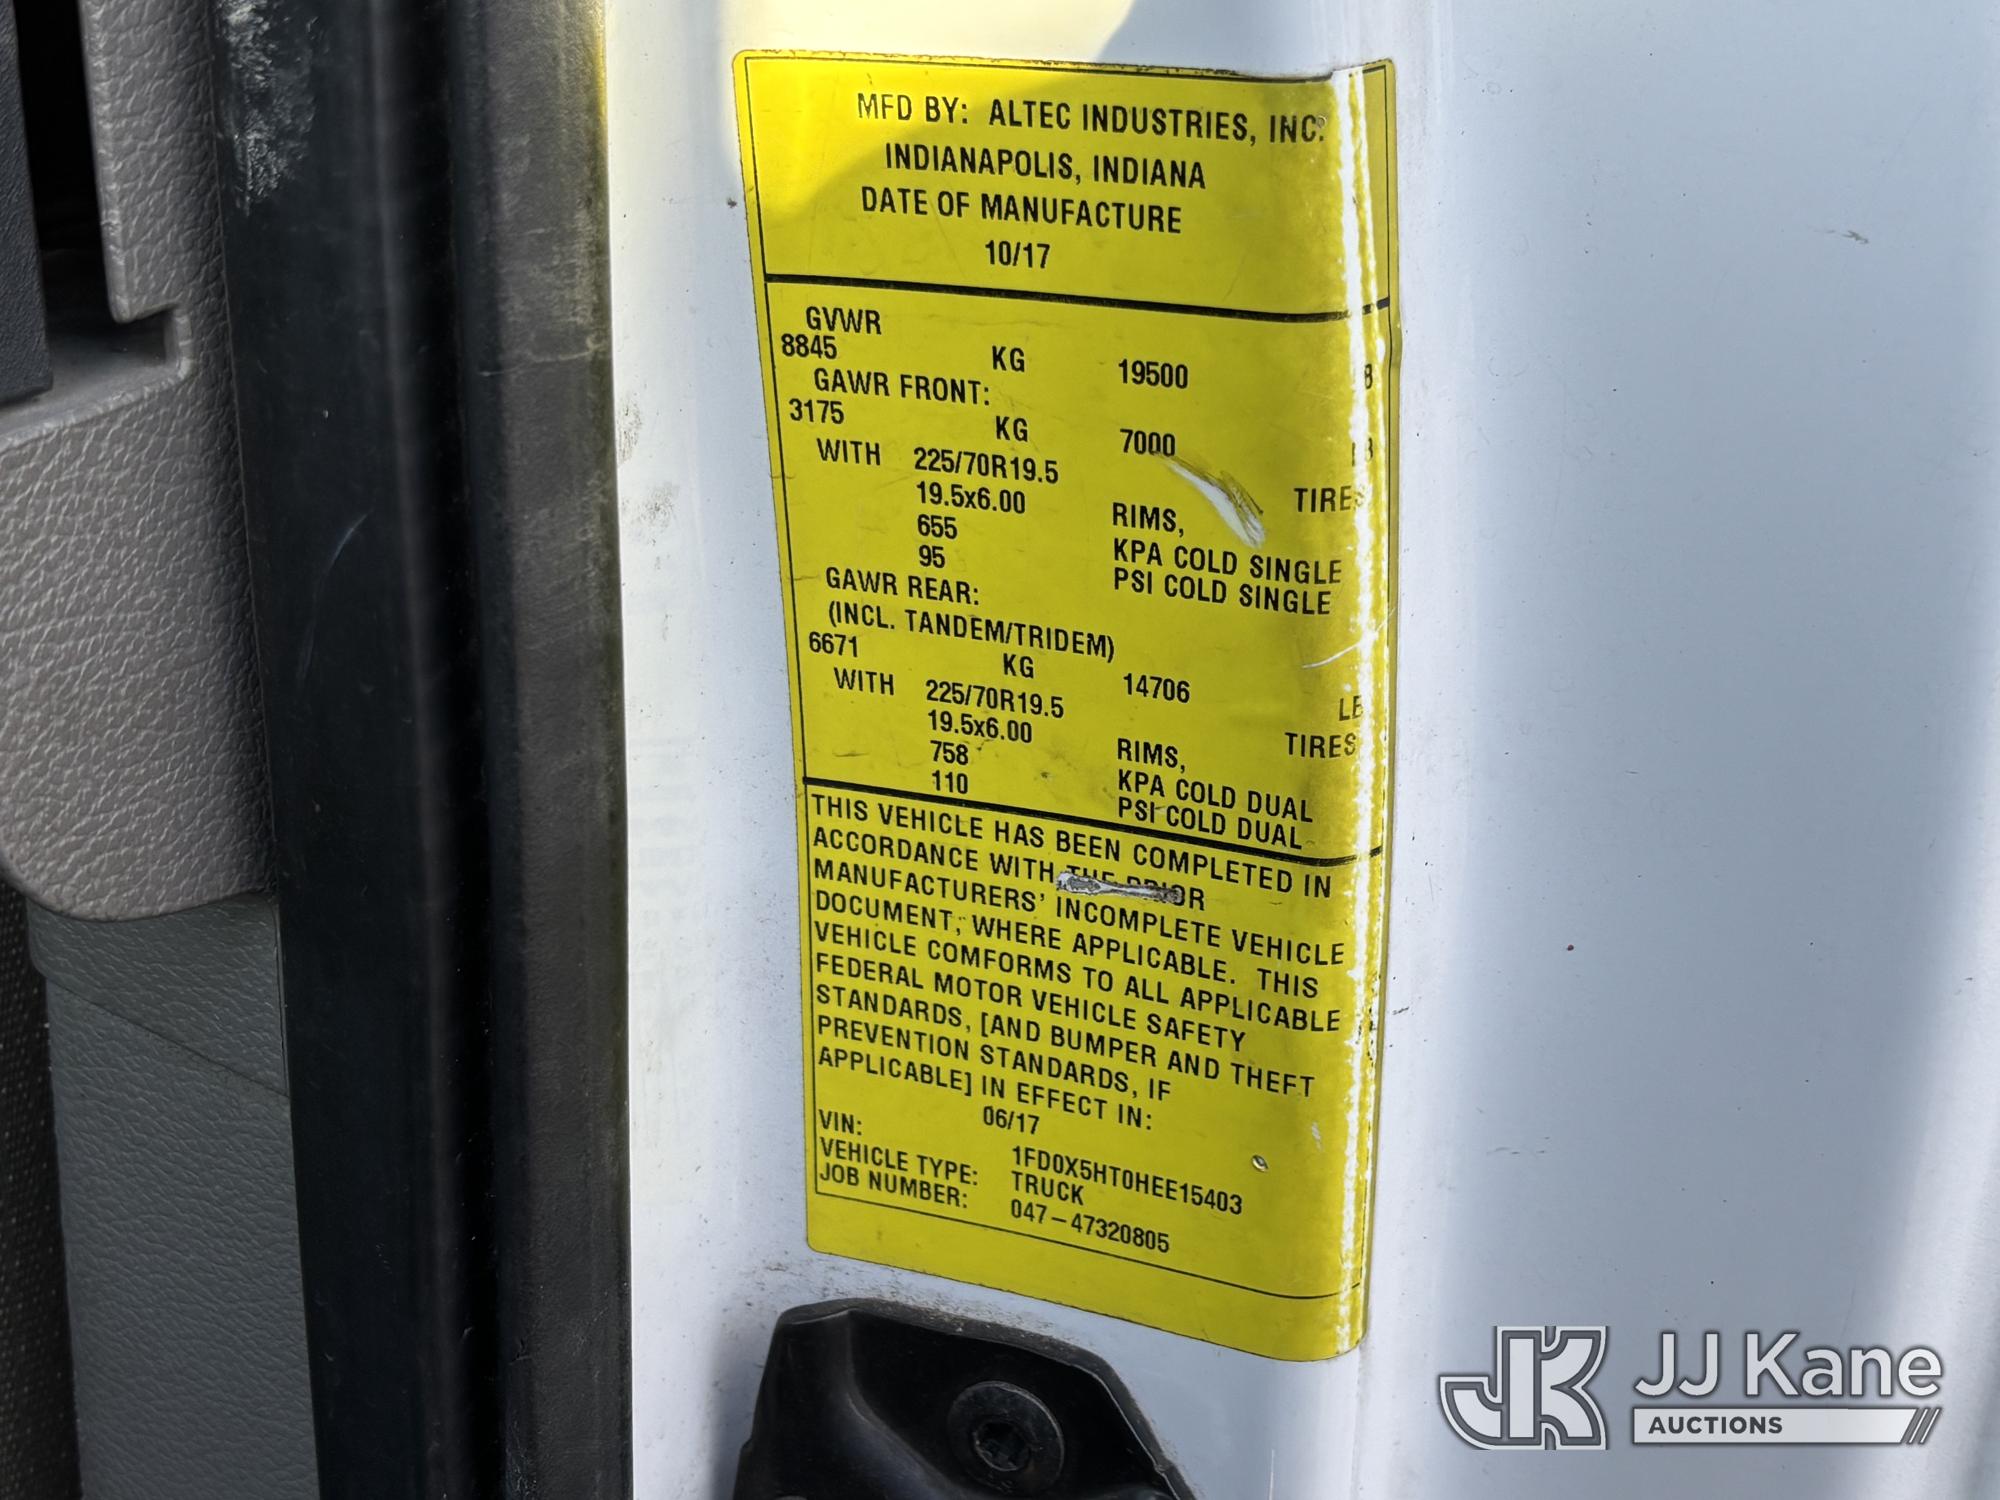 MFD BY: ALTEC INDUSTRIES, INC.
INDIANAPOLIS, INDIANA
DATE OF MANUFACTURE
10/17
GVWR
8845 KG 19500
GAWR FRONT:
3175 KG 7000
WITH 225/70R19.5 TIRES
19.5x6.00 RIMS,
655 KPA COLD SINGLE
95 PSI COLD SINGLE
GAWR REAR:
(INCL. TANDEM/TRIDEM)
6671 KG 14706
WITH 225/70R19.5 TIRES
19.5x6.00 RIMS,
758 KPA COLD DUAL
110 PSI COLD DUAL
THIS VEHICLE HAS BEEN COMPLETED IN
ACCORDANCE WITH THE PRIOR
MANUFACTURERS' INCOMPLETE VEHICLE
DOCUMENT, WHERE APPLICABLE. THIS
VEHICLE COMFORMS TO ALL APPLICABLE
FEDERAL MOTOR VEHICLE SAFETY
STANDARDS, [AND BUMPER AND THEFT
PREVENTION STANDARDS, IF
APPLICABLE] IN EFFECT IN:
06/17
VIN: 1FD0X5HT0HEE15403
VEHICLE TYPE: TRUCK
JOB NUMBER: 047-47320805
JK JJ Kane
AUCTIONS